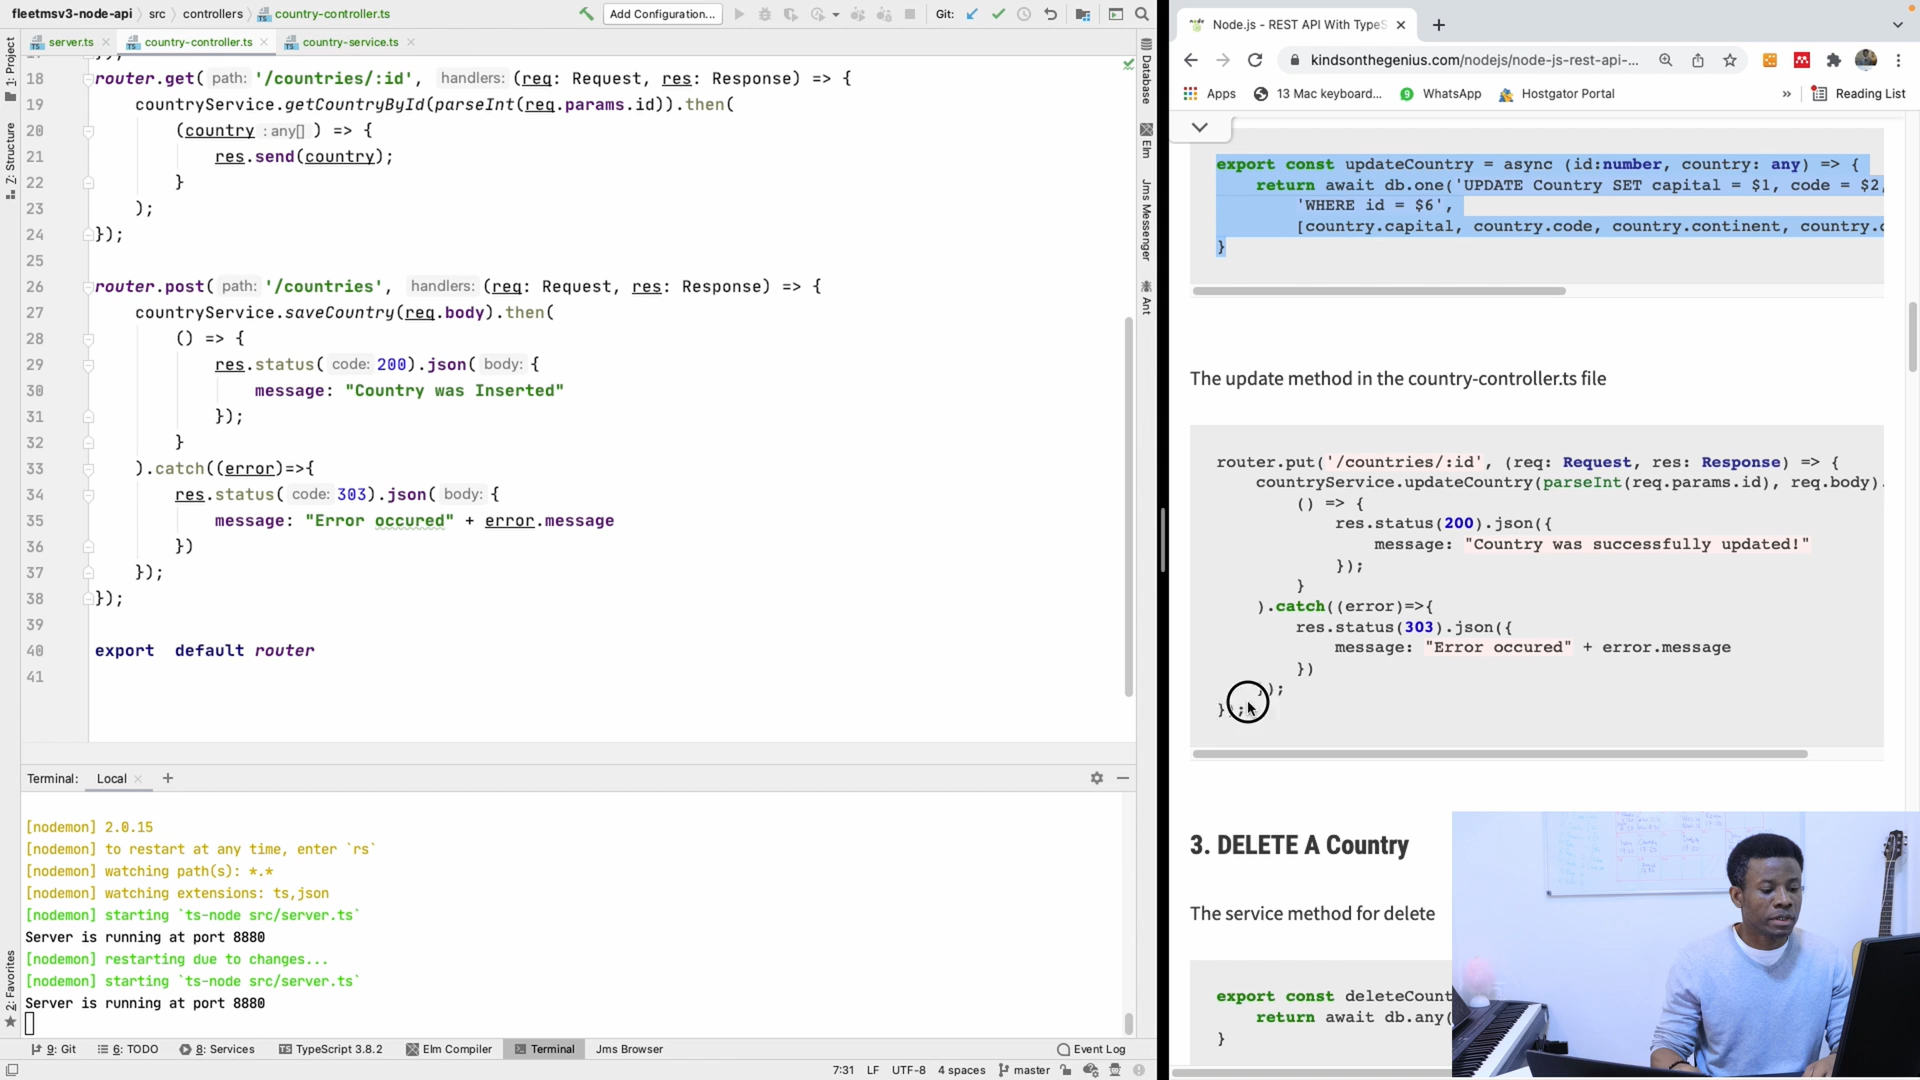 fleetmsv3-node-api › src › controllers › country-controller.ts
Add Configuration...
Git:
server.ts
country-controller.ts
country-service.ts
1: Project
Z: Structure
2: Favorites
Database
Elm
Jms Messenger
Ant
18 router.get( path: '/countries/:id', handlers: (req: Request, res: Response) => {
19 countryService.getCountryById(parseInt(req.params.id)).then(
20 (country : any[] ) => {
21 res.send(country);
22 }
23 );
24 });
25
26 router.post( path: '/countries', handlers: (req: Request, res: Response) => {
27 countryService.saveCountry(req.body).then(
28 () => {
29 res.status( code: 200).json( body: {
30 message: "Country was Inserted"
31 });
32 }
33 ).catch((error)=>{
34 res.status( code: 303).json( body: {
35 message: "Error occured" + error.message
36 })
37 });
38 });
39
40 export default router
41
Terminal: Local +
[nodemon] 2.0.15
[nodemon] to restart at any time, enter `rs`
[nodemon] watching path(s): *.*
[nodemon] watching extensions: ts,json
[nodemon] starting `ts-node src/server.ts`
Server is running at port 8880
[nodemon] restarting due to changes...
[nodemon] starting `ts-node src/server.ts`
Server is running at port 8880
9: Git
6: TODO
8: Services
TypeScript 3.8.2
Elm Compiler
Terminal
Jms Browser
Event Log
7:31 LF UTF-8 4 spaces master
Node.js - REST API With TypeS
kindsonthegenius.com/nodejs/node-js-rest-api-...
Apps
13 Mac keyboard...
WhatsApp
Hostgator Portal
»
Reading List
export const updateCountry = async (id:number, country: any) => {
return await db.one('UPDATE Country SET capital = $1, code = $2,
'WHERE id = $6',
[country.capital, country.code, country.continent, country.c
}
The update method in the country-controller.ts file
router.put('/countries/:id', (req: Request, res: Response) => {
countryService.updateCountry(parseInt(req.params.id), req.body).
() => {
res.status(200).json({
message: "Country was successfully updated!"
});
}
).catch((error)=>{
res.status(303).json({
message: "Error occured" + error.message
})
});
});
3. DELETE A Country
The service method for delete
export const deleteCount
return await db.any(
}